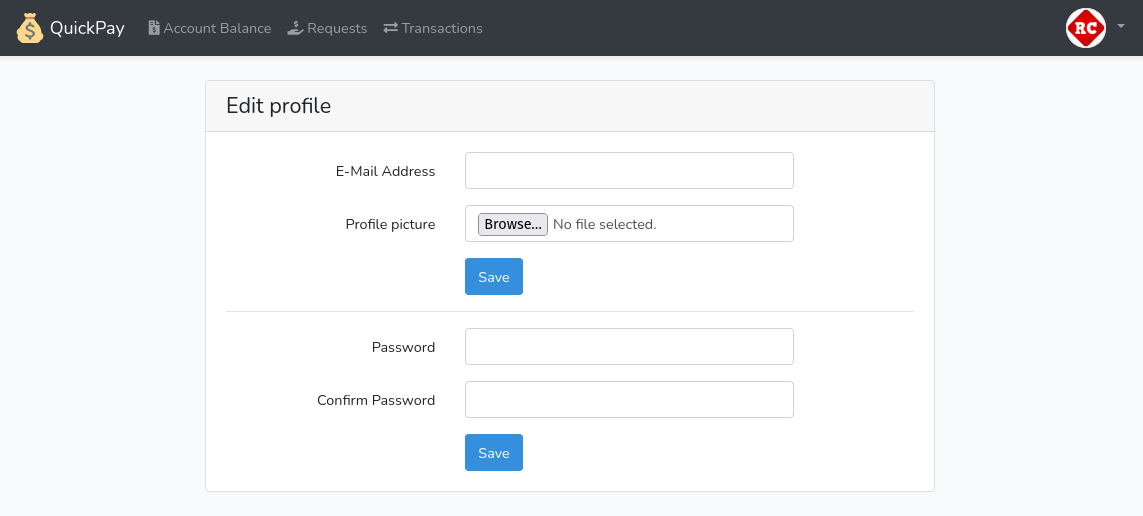 QuickPay Account Balance Requests Transactions RC
Edit profile
E-Mail Address
Profile picture Browse... No file selected.
Save
Password
Confirm Password
Save